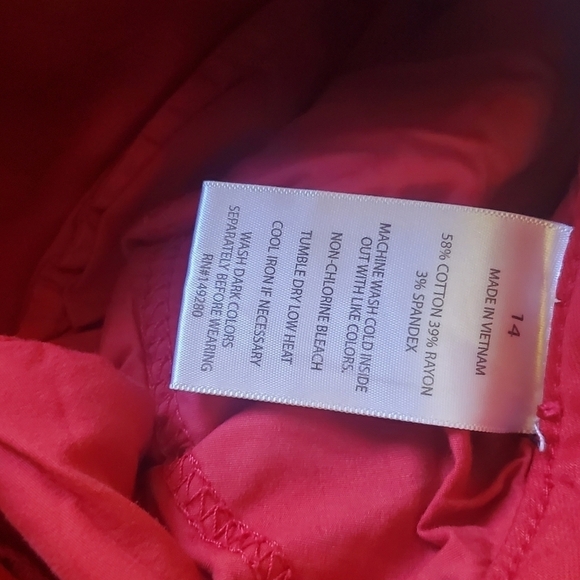 14
MADE IN VIETNAM
58% COTTON 39% RAYON
3% SPANDEX
MACHINE WASH COLD INSIDE
OUT WITH LIKE COLORS,
NON-CHLORINE BLEACH
TUMBLE DRY LOW HEAT
COOL IRON IF NECESSARY
WASH DARK COLORS
SEPARATELY BEFORE WEARING
RN#149280